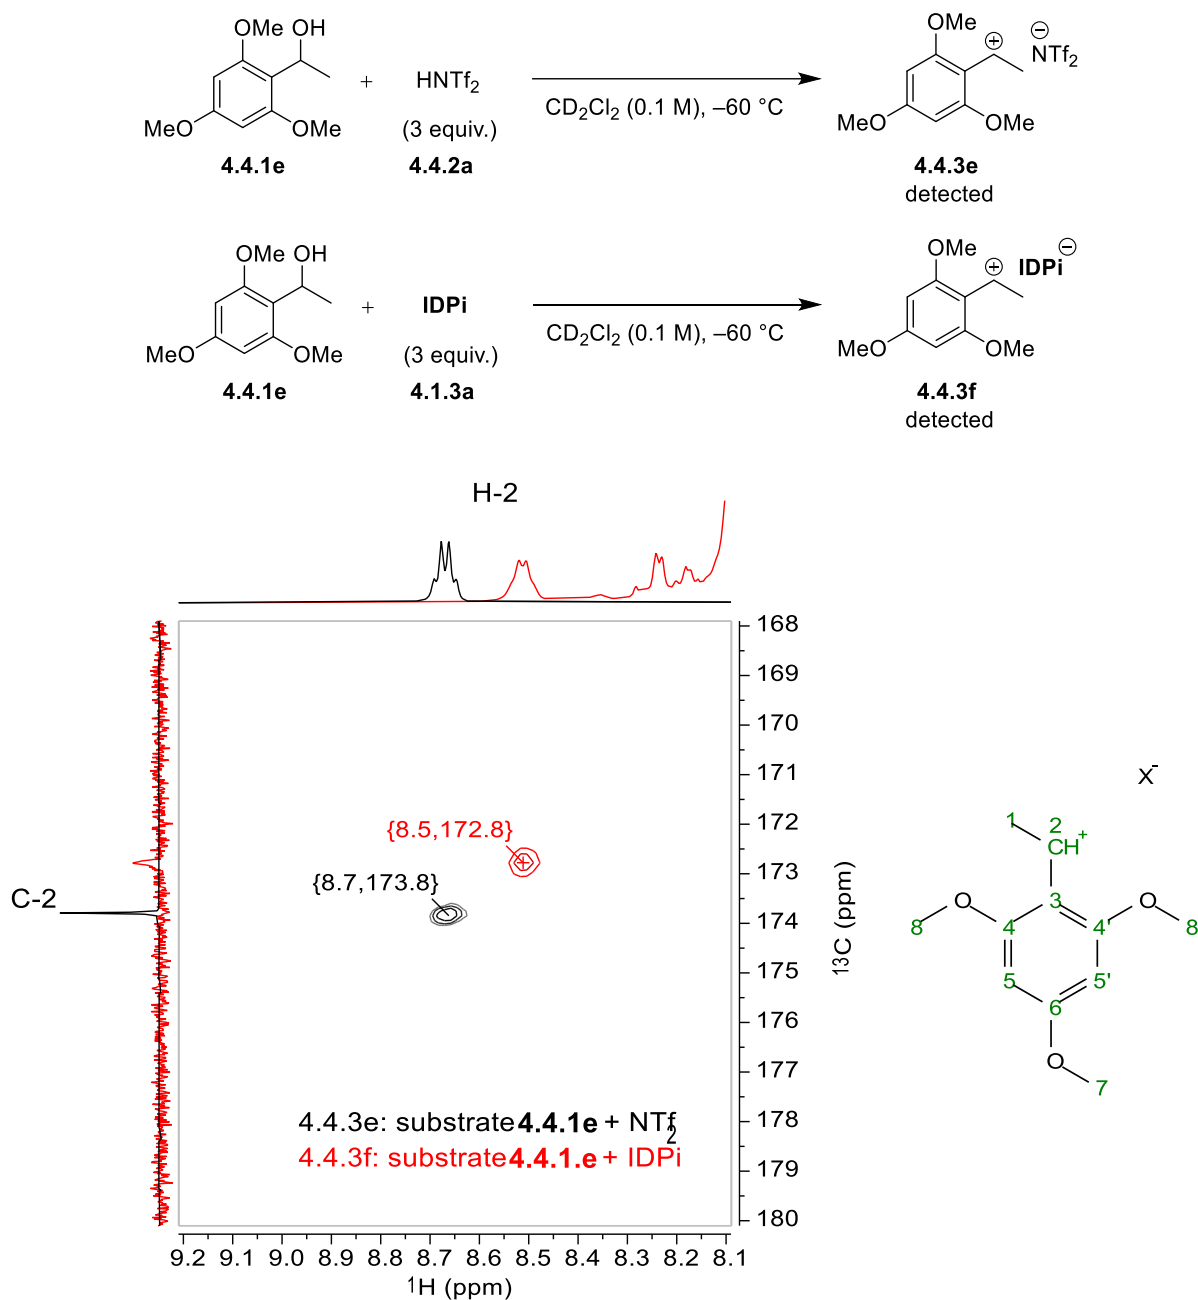 OMe OH
MeO OMe
4.4.1e
+
HNTf2
(3 equiv.)
4.4.2a
CD2Cl2 (0.1 M), –60 °C
OMe
⊕ ⊖
NTf2
MeO OMe
4.4.3e
detected
OMe OH
MeO OMe
4.4.1e
+
IDPi
(3 equiv.)
4.1.3a
CD2Cl2 (0.1 M), –60 °C
OMe
⊕ IDPi⊖
MeO OMe
4.4.3f
detected
H-2
C-2
{8.5,172.8}
{8.7,173.8}
4.4.3e: substrate 4.4.1e + NTf2
4.4.3f: substrate 4.4.1.e + IDPi
168
169
170
171
172
173
174
175
176
177
178
179
180
13C (ppm)
9.2 9.1 9.0 8.9 8.8 8.7 8.6 8.5 8.4 8.3 8.2 8.1
1H (ppm)
X-
1 2
CH+
O 3 O
8 4 4' 8
5 5'
6
O
7